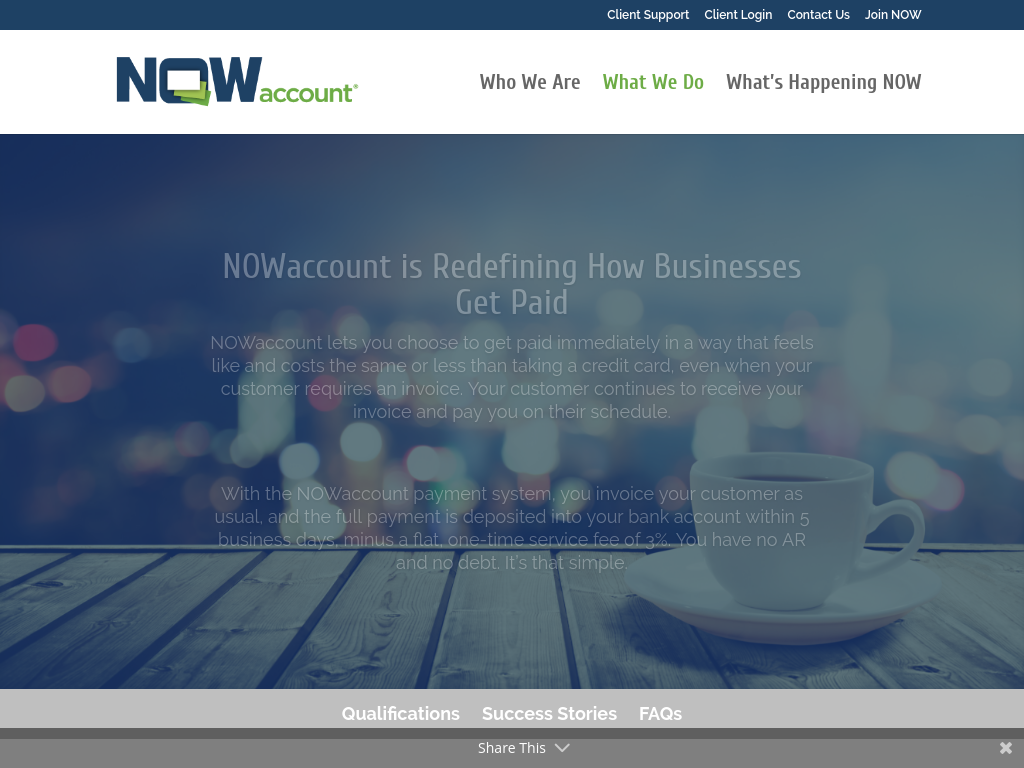 Client Support Client Login Contact Us Join NOW
NOWaccount®
Who We Are What We Do What's Happening NOW
NOWaccount is Redefining How Businesses
Get Paid
NOWaccount lets you choose to get paid immediately in a way that feels
like and costs the same or less than taking a credit card, even when your
customer requires an invoice. Your customer continues to receive your
invoice and pay you on their schedule.
With the NOWaccount payment system, you invoice your customer as
usual, and the full payment is deposited into your bank account within 5
business days, minus a flat, one-time service fee of 3%. You have no AR
and no debt. It's that simple.
Qualifications Success Stories FAQs
Share This